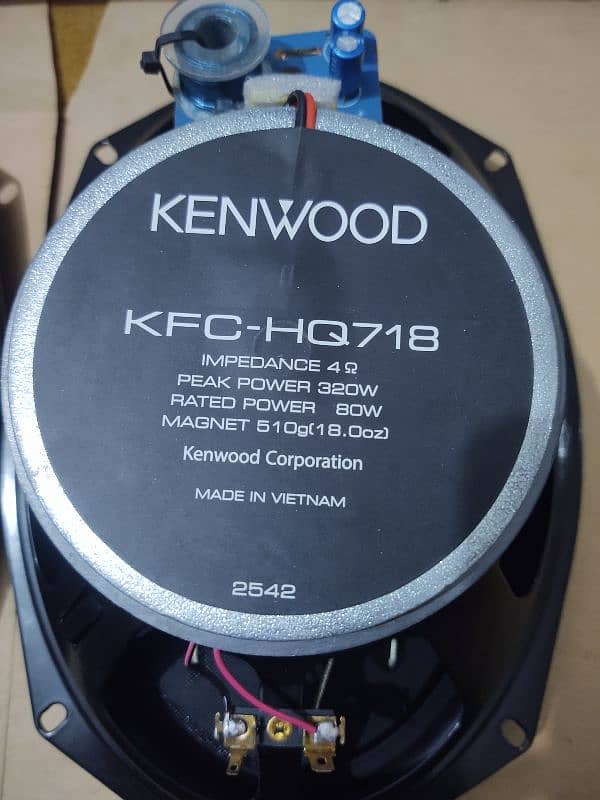 KENWOOD
KFC-HQ718
IMPEDANCE 4Ω
PEAK POWER 320W
RATED POWER 80W
MAGNET 510g(18.0oz)
Kenwood Corporation
MADE IN VIETNAM
2542